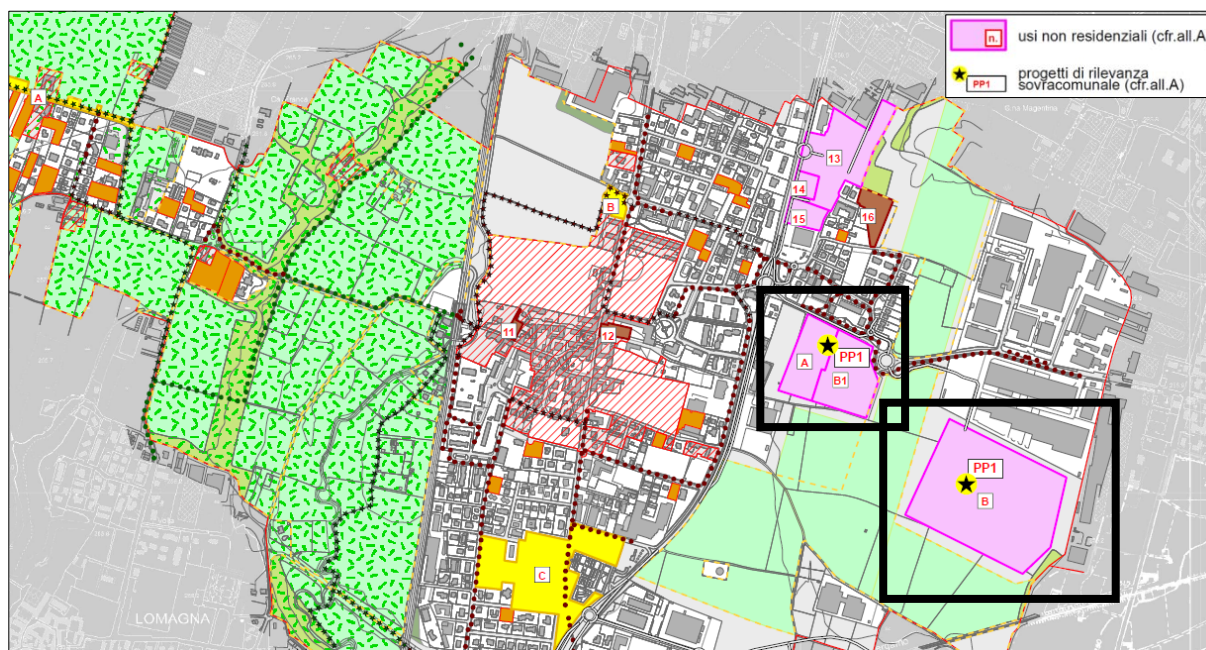 n.
usi non residenziali (cfr.all.A
PP1
progetti di rilevanza
sovracomunale (cfr.all.A)
A
13
14
B
15
16
11
12
A
PP1
B1
PP1
B
C
LOMAGNA